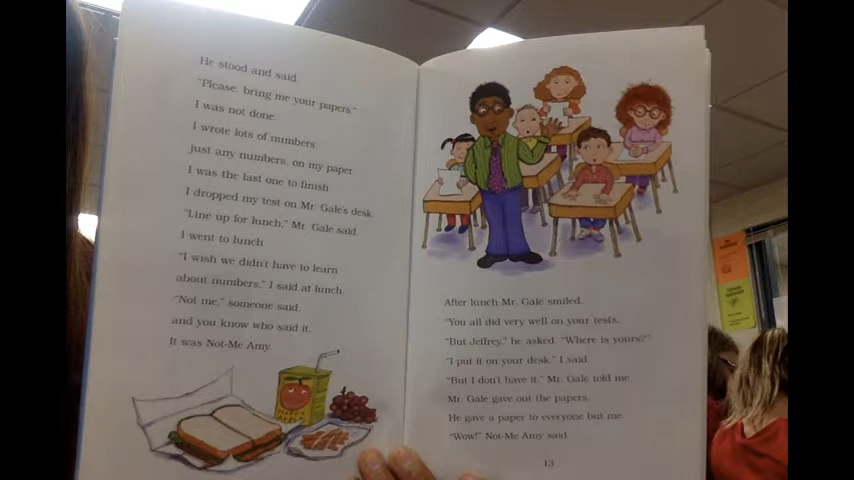 He stood and said.
"Please, bring me your papers."
I was not done.
I wrote lots of numbers,
just any numbers, on my paper.
I was the last one to finish.
I dropped my test on Mr. Gale's desk.
"Line up for lunch," Mr. Gale said.
I went to lunch.
"I wish we didn't have to learn
about numbers," I said at lunch.
"Not me," someone said,
and you know who said it.
It was Not-Me Amy.
HAPPY
APPLE
After lunch Mr. Gale smiled.
"You all did very well on your tests.
"But Jeffrey," he asked. "Where is yours?"
"I put it on your desk," I said.
"But I don't have it," Mr. Gale told me.
Mr. Gale gave out the papers.
He gave a paper to everyone but me.
"Wow!" Not-Me Amy said.
13